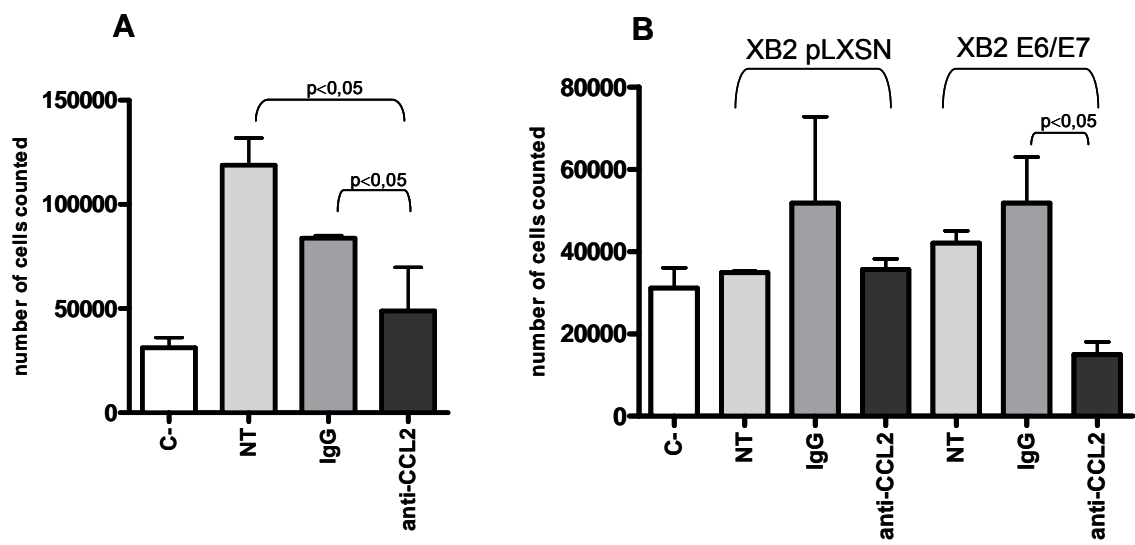 A
number of cells counted
150000
100000
50000
0
p<0,05
p<0,05
C-
NT
IgG
anti-CCL2
B
XB2 pLXSN
XB2 E6/E7
number of cells counted
80000
60000
40000
20000
0
p<0,05
C-
NT
IgG
anti-CCL2
NT
IgG
anti-CCL2